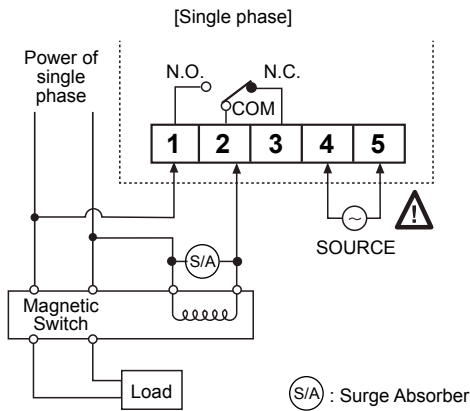 [Single phase]
Power of
single
phase
N.O.
N.C.
COM
1 2 3 4 5
S/A
SOURCE
Magnetic
Switch
Load
S/A : Surge Absorber